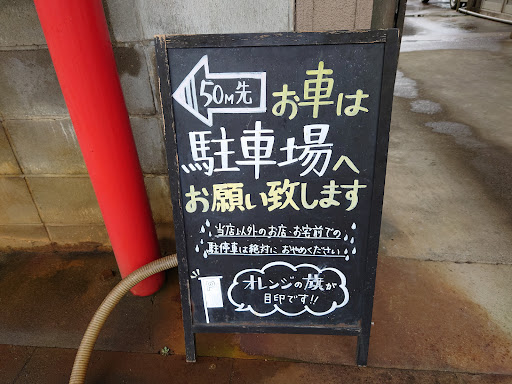 50M先
お車は
駐車場へ
お願い致します
当店以外のお店・お宅前での
駐停車は絶対に おやめください
オレンジの旗が
目印です!!